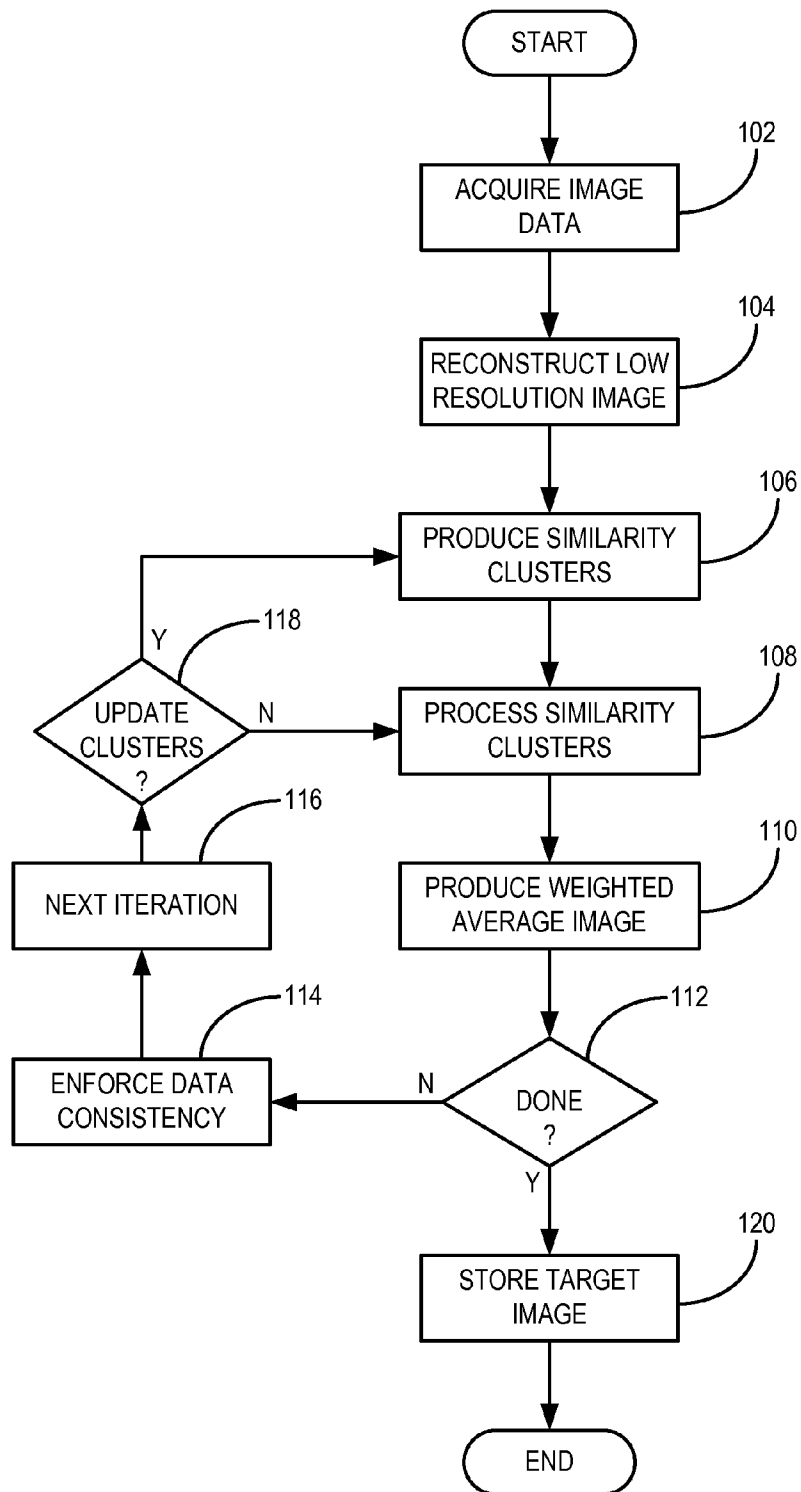 START
102
ACQUIRE IMAGE
DATA
104
RECONSTRUCT LOW
RESOLUTION IMAGE
106
PRODUCE SIMILARITY
CLUSTERS
118
Y
UPDATE
CLUSTERS
?
N
108
PROCESS SIMILARITY
CLUSTERS
116
NEXT ITERATION
110
PRODUCE WEIGHTED
AVERAGE IMAGE
114
ENFORCE DATA
CONSISTENCY
112
N
DONE
?
Y
120
STORE TARGET
IMAGE
END